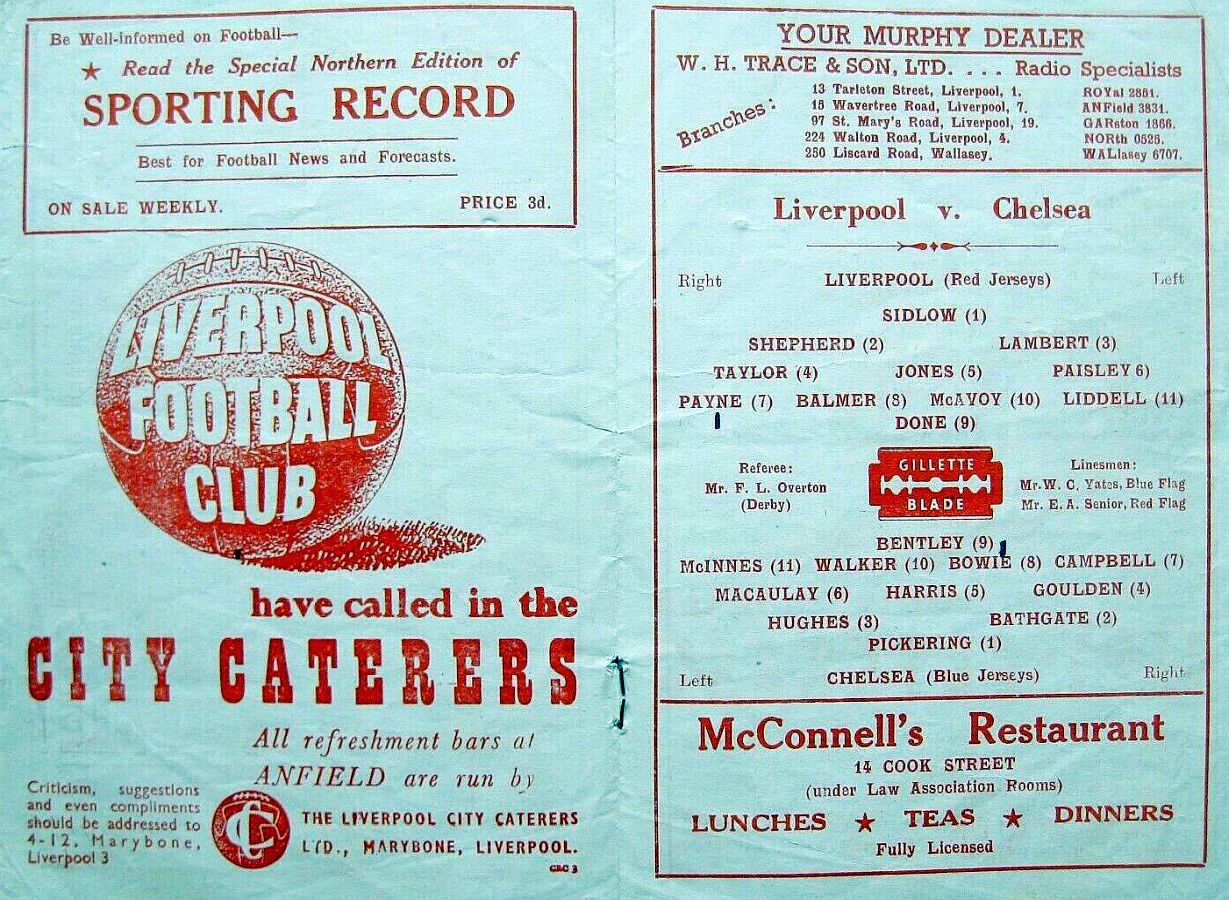 Be Well-Informed on Football—
★ Read the Special Northern Edition of
SPORTING RECORD
Best for Football News and Forecasts.
ON SALE WEEKLY. PRICE 3d.
LIVERPOOL
FOOTBALL
CLUB
have called in the
CITY CATERERS
All refreshment bars at
ANFIELD are run by
Criticism, suggestions
and even compliments
should be addressed to
4-12, Marybone,
Liverpool 3
THE LIVERPOOL CITY CATERERS
LTD., MARYBONE, LIVERPOOL.
YOUR MURPHY DEALER
W. H. TRACE & SON, LTD. . . . Radio Specialists
Branches:
13 Tarleton Street, Liverpool, 1. ROYal 2881.
15 Wavertree Road, Liverpool, 7. ANField 3831.
97 St. Mary's Road, Liverpool, 19. GARston 1866.
224 Walton Road, Liverpool, 4. NORth 0525.
250 Liscard Road, Wallasey. WALlasey 6707.
Liverpool v. Chelsea
Right LIVERPOOL (Red Jerseys) Left
SIDLOW (1)
SHEPHERD (2) LAMBERT (3)
TAYLOR (4) JONES (5) PAISLEY 6)
PAYNE (7) BALMER (8) McAVOY (10) LIDDELL (11)
DONE (9)
Referee:
Mr. F. L. Overton
(Derby)
GILLETTE
BLADE
Linesmen:
Mr. W. C. Yates, Blue Flag
Mr. E. A. Senior, Red Flag
BENTLEY (9)
McINNES (11) WALKER (10) BOWIE (8) CAMPBELL (7)
MACAULAY (6) HARRIS (5) GOULDEN (4)
HUGHES (3) BATHGATE (2)
PICKERING (1)
Left CHELSEA (Blue Jerseys) Right
McConnell's Restaurant
14 COOK STREET
(under Law Association Rooms)
LUNCHES ★ TEAS ★ DINNERS
Fully Licensed